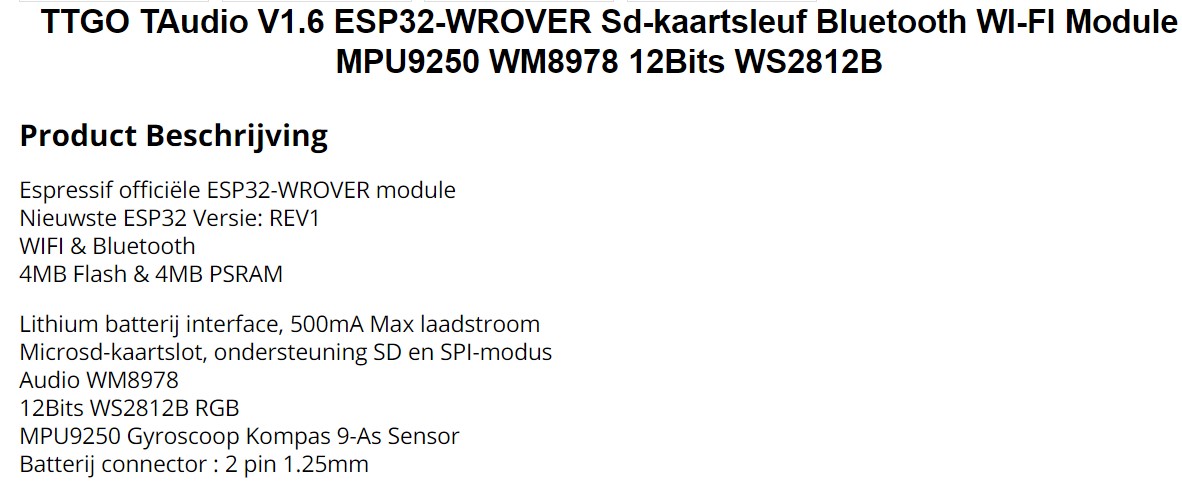 TTGO TAudio V1.6 ESP32-WROVER Sd-kaartsleuf Bluetooth WI-FI Module
MPU9250 WM8978 12Bits WS2812B
Product Beschrijving
Espressif officiële ESP32-WROVER module
Nieuwste ESP32 Versie: REV1
WIFI & Bluetooth
4MB Flash & 4MB PSRAM
Lithium batterij interface, 500mA Max laadstroom
Microsd-kaartslot, ondersteuning SD en SPI-modus
Audio WM8978
12Bits WS2812B RGB
MPU9250 Gyroscoop Kompas 9-As Sensor
Batterij connector : 2 pin 1.25mm